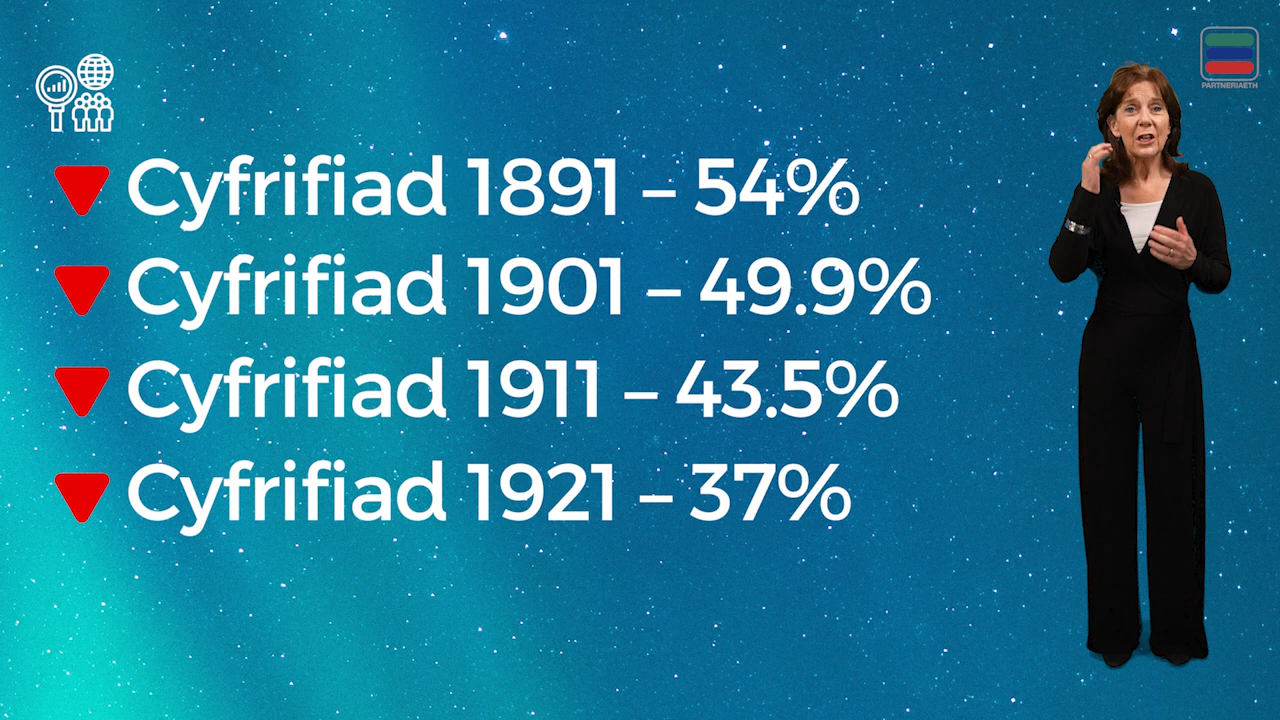 PARTNERIAETH
Cyfrifiad 1891 – 54%
Cyfrifiad 1901 – 49.9%
Cyfrifiad 1911 – 43.5%
Cyfrifiad 1921 – 37%